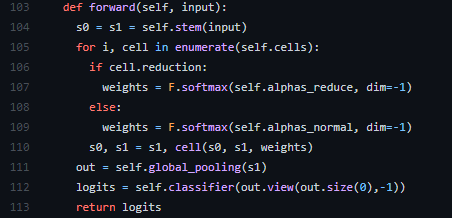 103 def forward(self, input):
104 s0 = s1 = self.stem(input)
105 for i, cell in enumerate(self.cells):
106 if cell.reduction:
107 weights = F.softmax(self.alphas_reduce, dim=-1)
108 else:
109 weights = F.softmax(self.alphas_normal, dim=-1)
110 s0, s1 = s1, cell(s0, s1, weights)
111 out = self.global_pooling(s1)
112 logits = self.classifier(out.view(out.size(0),-1))
113 return logits